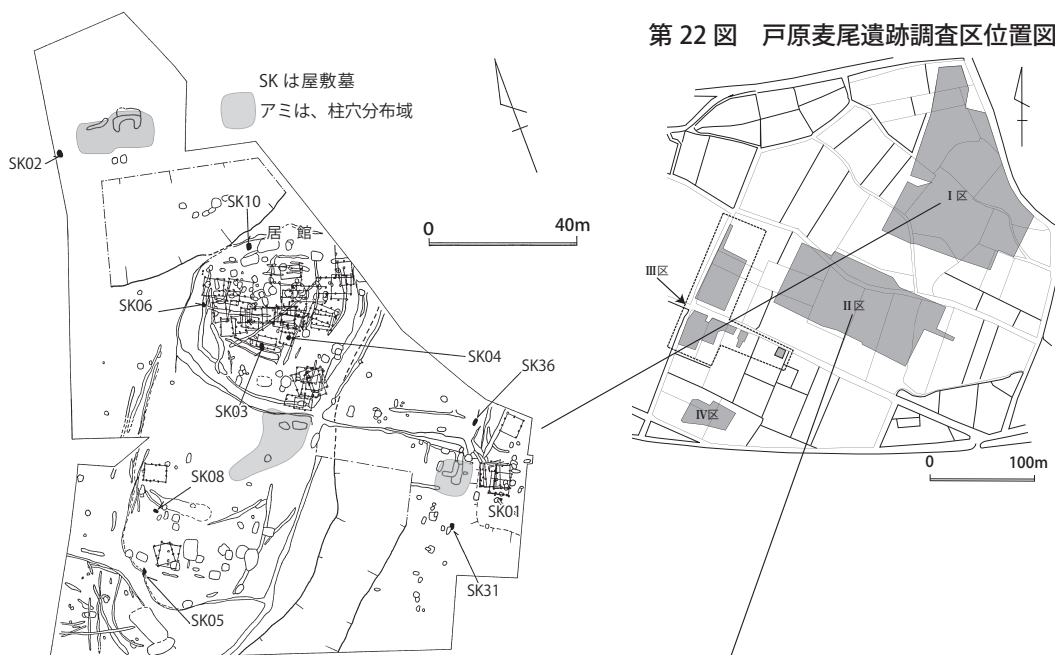 第 22 図　戸原麦尾遺跡調査区位置図
SK は屋敷墓
アミは、柱穴分布域
SK02
SK10
居　館
0　40m
SK06
SK04
SK36
SK03
SK08
SK01
SK31
SK05
Ⅰ区
Ⅲ区
Ⅱ区
Ⅳ区
0　100m